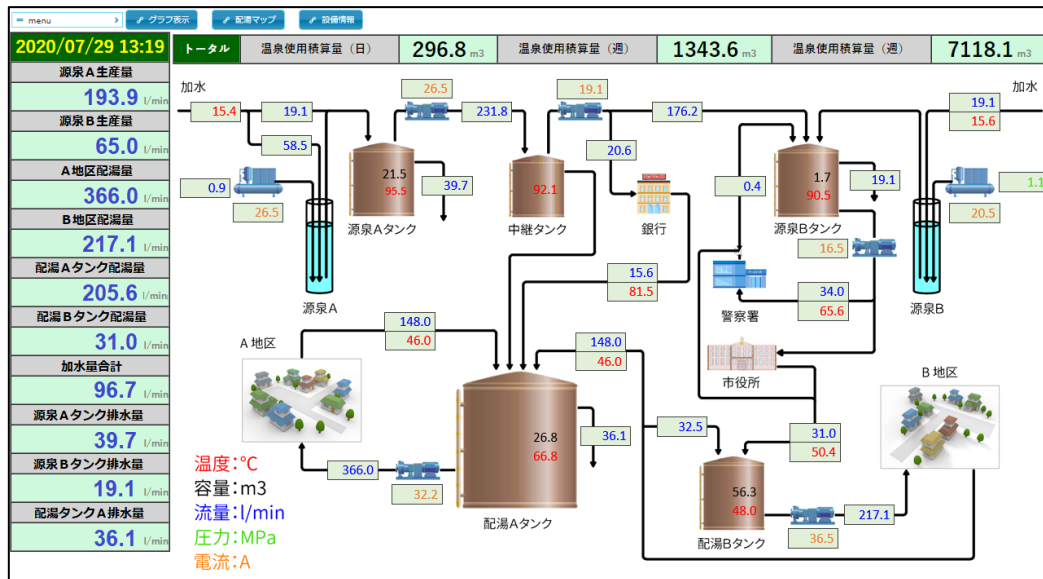 menu
グラフ表示
配湯マップ
設備情報
2020/07/29 13:19
トータル
温泉使用積算量（日）
296.8 m3
温泉使用積算量（週）
1343.6 m3
温泉使用積算量（週）
7118.1 m3
源泉A生産量
193.9 l/min
源泉B生産量
65.0 l/min
A地区配湯量
366.0 l/min
B地区配湯量
217.1 l/min
配湯Aタンク配湯量
205.6 l/min
配湯Bタンク配湯量
31.0 l/min
加水量合計
96.7 l/min
源泉Aタンク排水量
39.7 l/min
源泉Bタンク排水量
19.1 l/min
配湯タンクA排水量
36.1 l/min
加水
15.4
19.1
58.5
0.9
26.5
源泉A
26.5
231.8
21.5
95.5
39.7
源泉Aタンク
19.1
176.2
92.1
中継タンク
20.6
銀行
15.6
81.5
0.4
1.7
90.5
19.1
源泉Bタンク
16.5
警察署
34.0
65.6
市役所
加水
19.1
15.6
1.1
20.5
源泉B
A地区
148.0
46.0
366.0
32.2
148.0
46.0
26.8
66.8
36.1
配湯Aタンク
32.5
31.0
50.4
56.3
48.0
配湯Bタンク
217.1
36.5
B地区
温度：℃
容量：m3
流量：l/min
圧力：MPa
電流：A